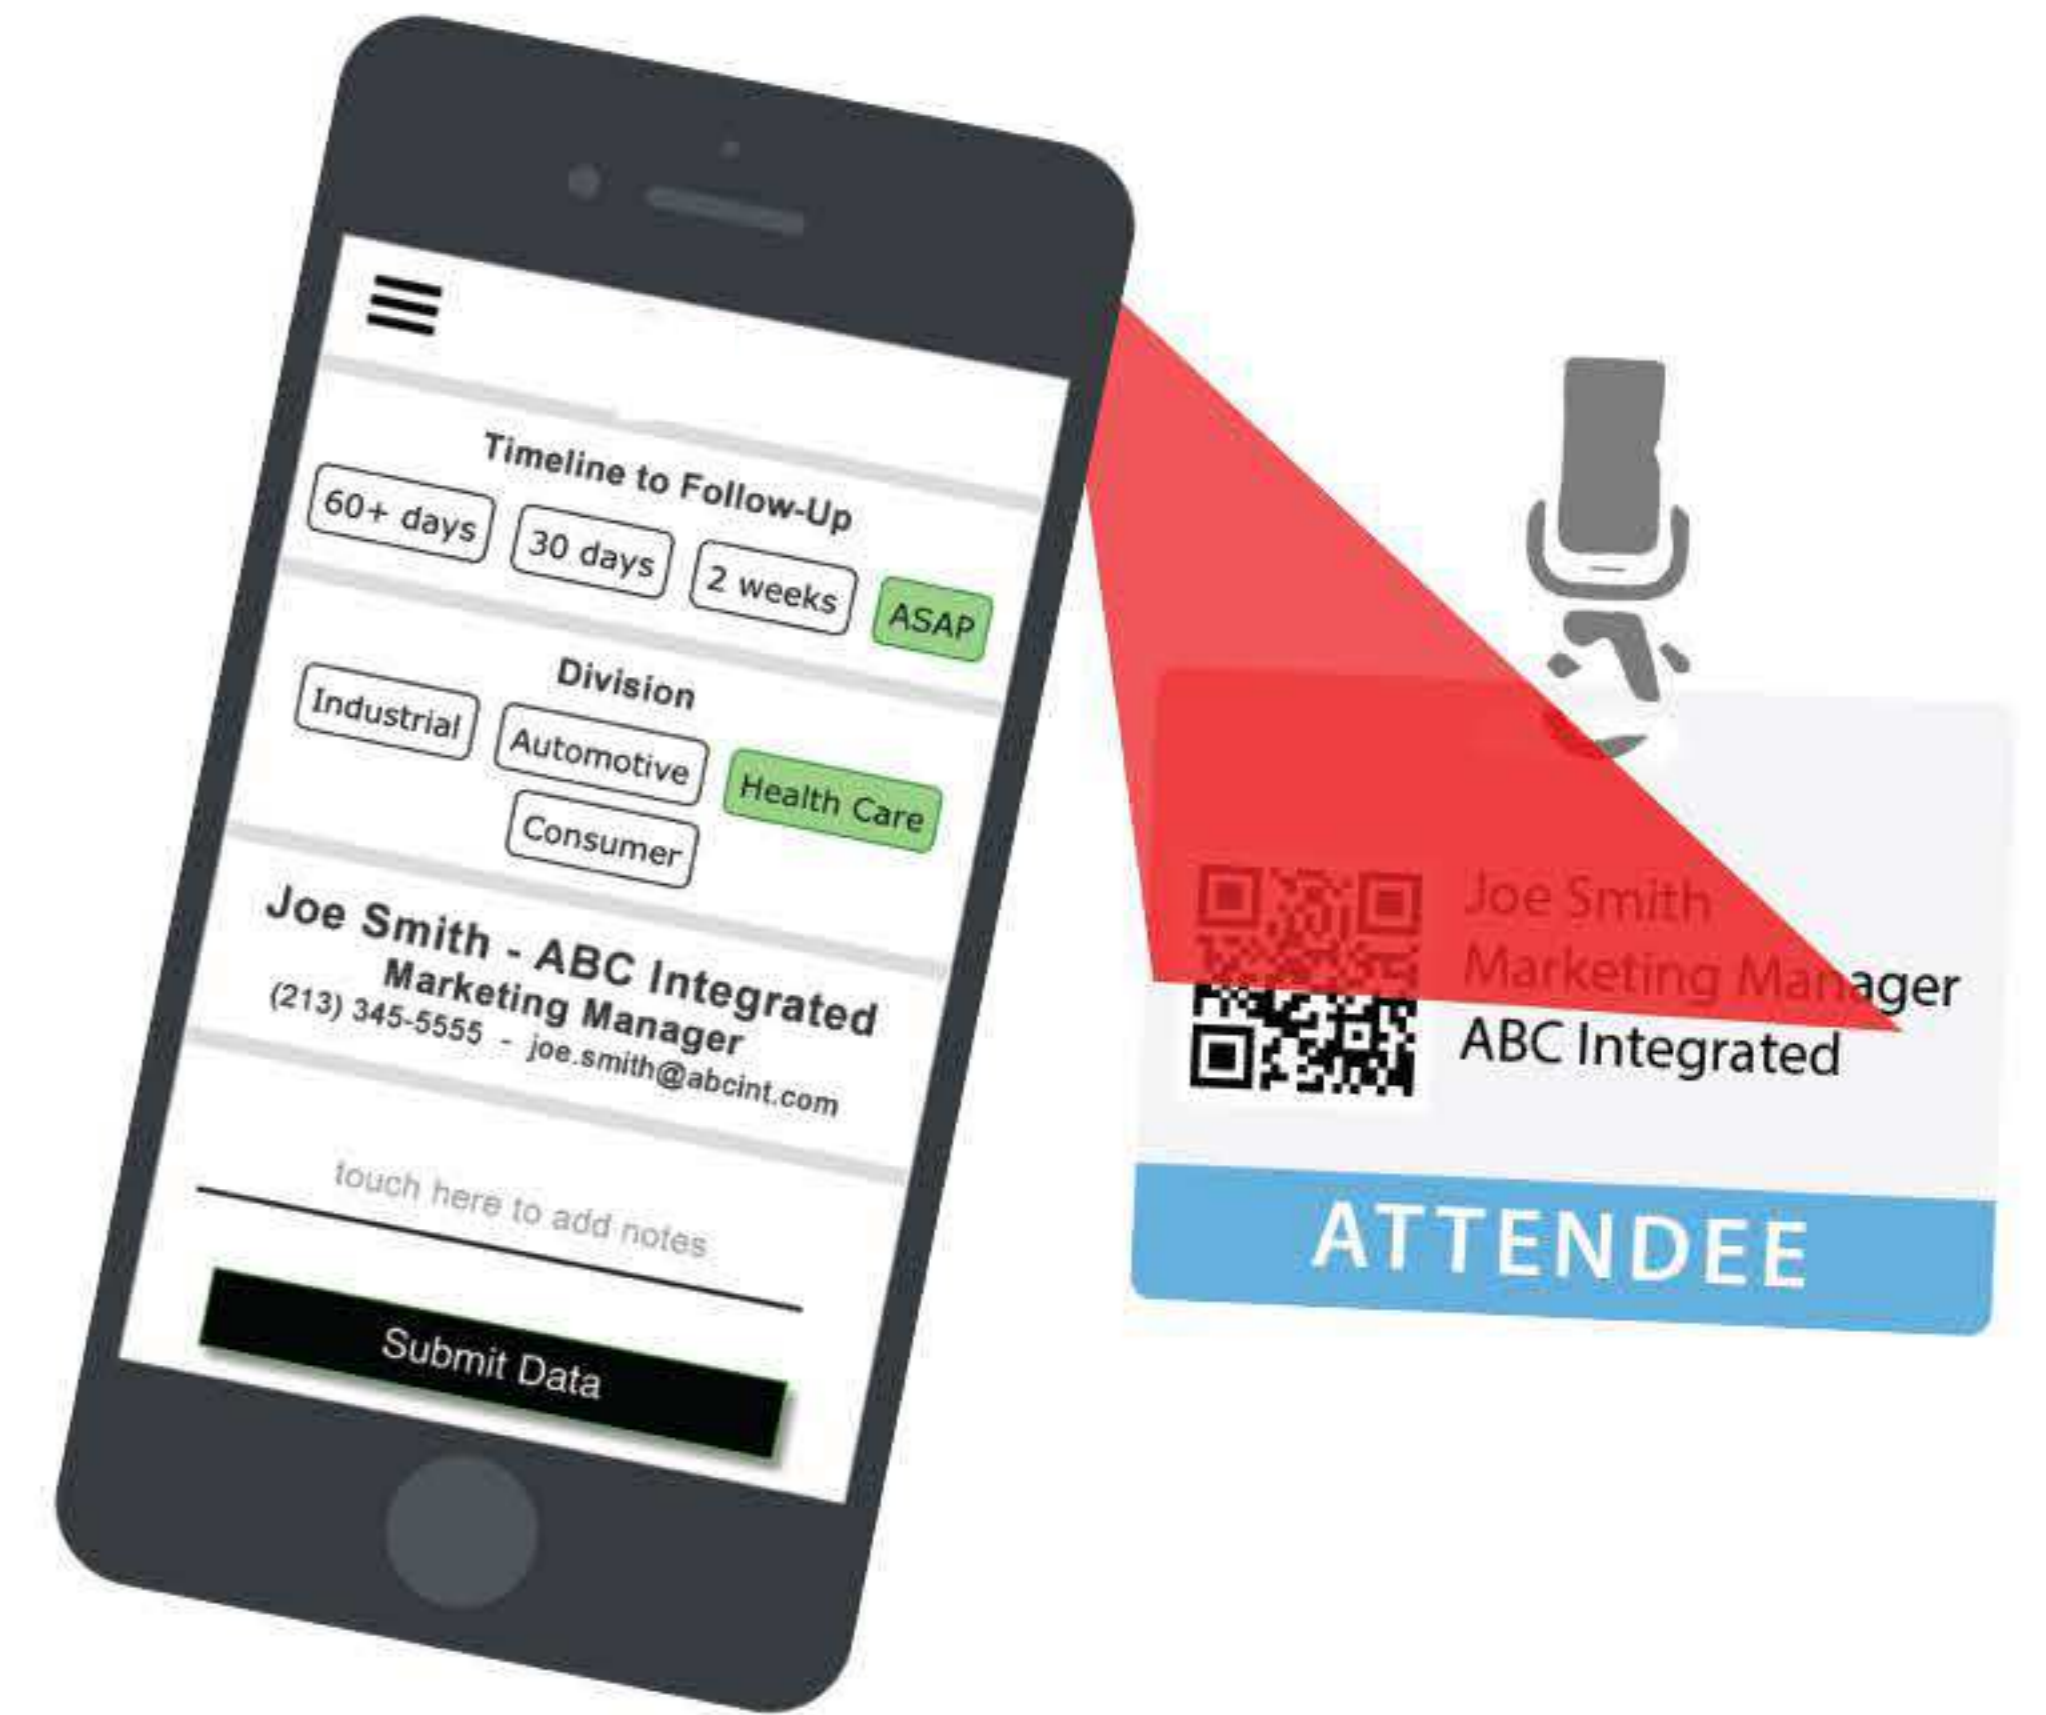 Timeline to Follow-Up
60+ days 30 days 2 weeks ASAP
Division
Industrial Automotive Health Care
Consumer
Joe Smith - ABC Integrated
Marketing Manager
(213) 345-5555 - joe.smith@abcint.com
touch here to add notes
Submit Data
Joe Smith
Marketing Manager
ABC Integrated
ATTENDEE